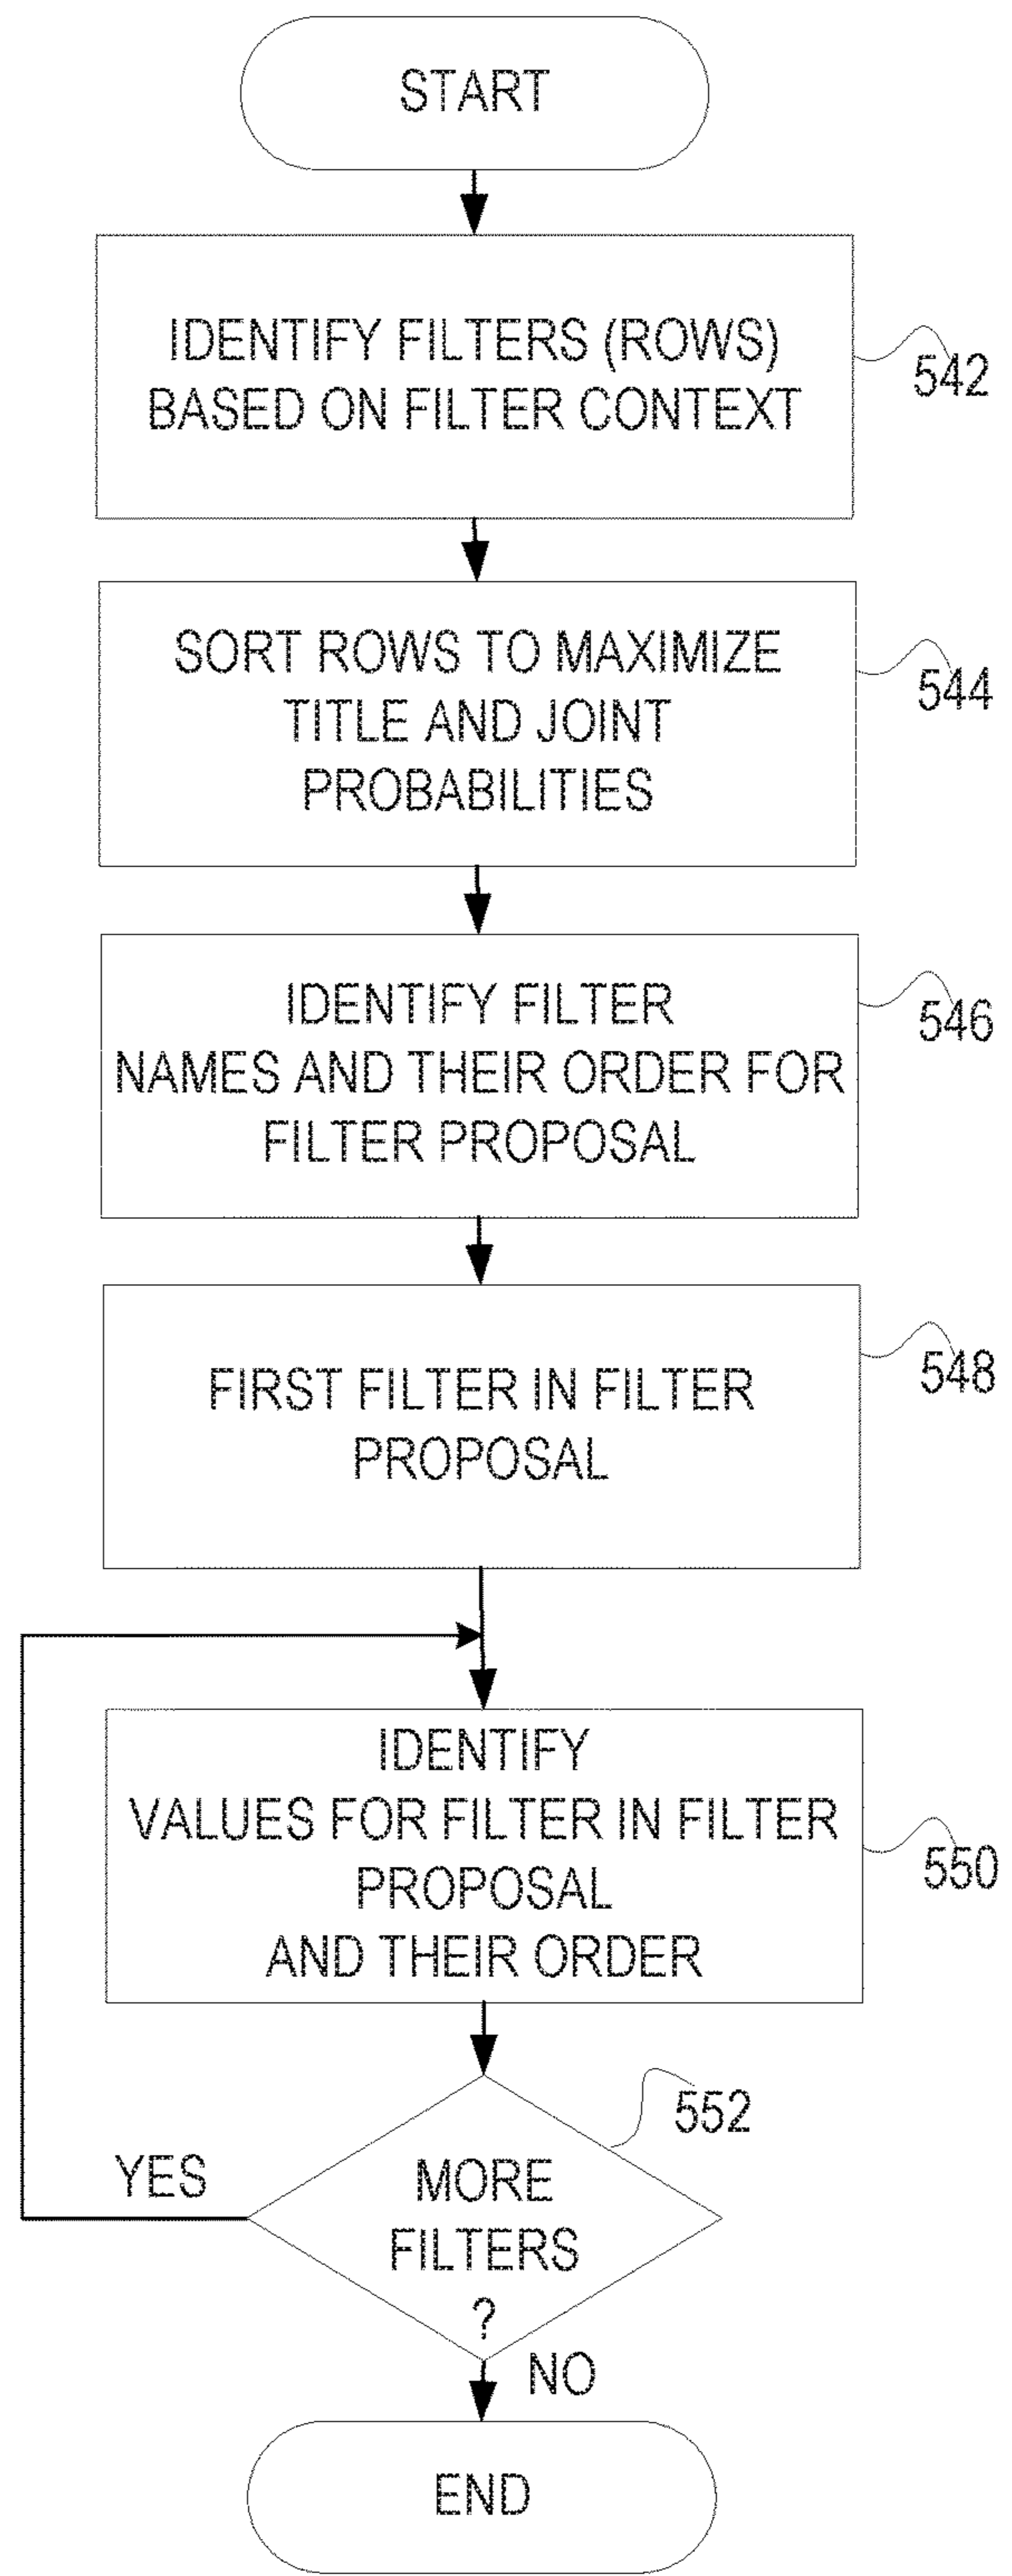 START
IDENTIFY FILTERS (ROWS)
BASED ON FILTER CONTEXT
542
SORT ROWS TO MAXIMIZE
TITLE AND JOINT
PROBABILITIES
544
IDENTIFY FILTER
NAMES AND THEIR ORDER FOR
FILTER PROPOSAL
546
FIRST FILTER IN FILTER
PROPOSAL
548
IDENTIFY
VALUES FOR FILTER IN FILTER
PROPOSAL
AND THEIR ORDER
550
552
YES
MORE
FILTERS
?
NO
END